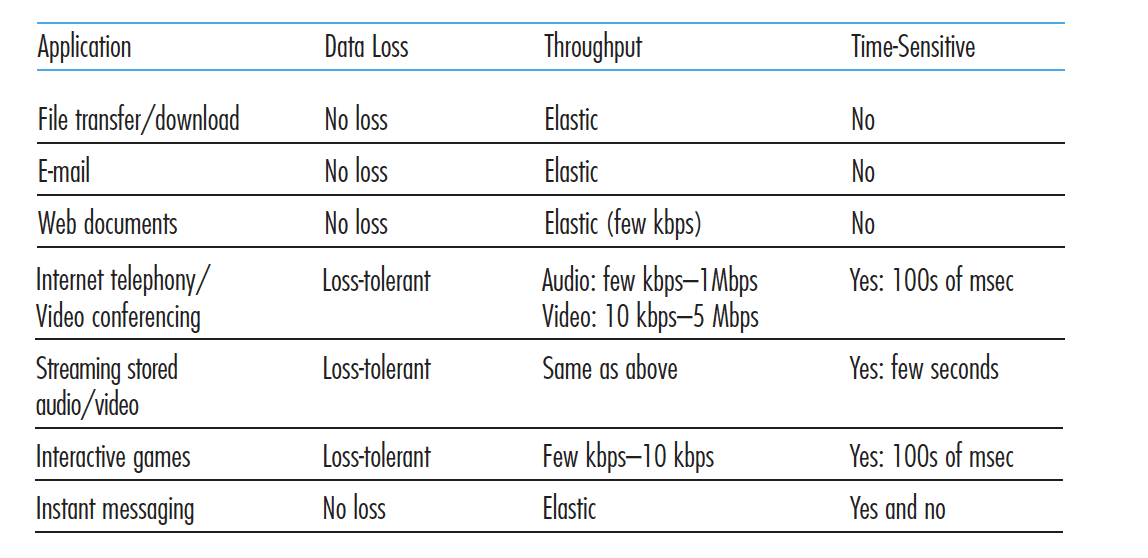 Application Data Loss Throughput Time-Sensitive
File transfer/download No loss Elastic No
E-mail No loss Elastic No
Web documents No loss Elastic (few kbps) No
Internet telephony/ Loss-tolerant Audio: few kbps–1Mbps Yes: 100s of msec
Video conferencing Video: 10 kbps–5 Mbps
Streaming stored Loss-tolerant Same as above Yes: few seconds
audio/video
Interactive games Loss-tolerant Few kbps–10 kbps Yes: 100s of msec
Instant messaging No loss Elastic Yes and no